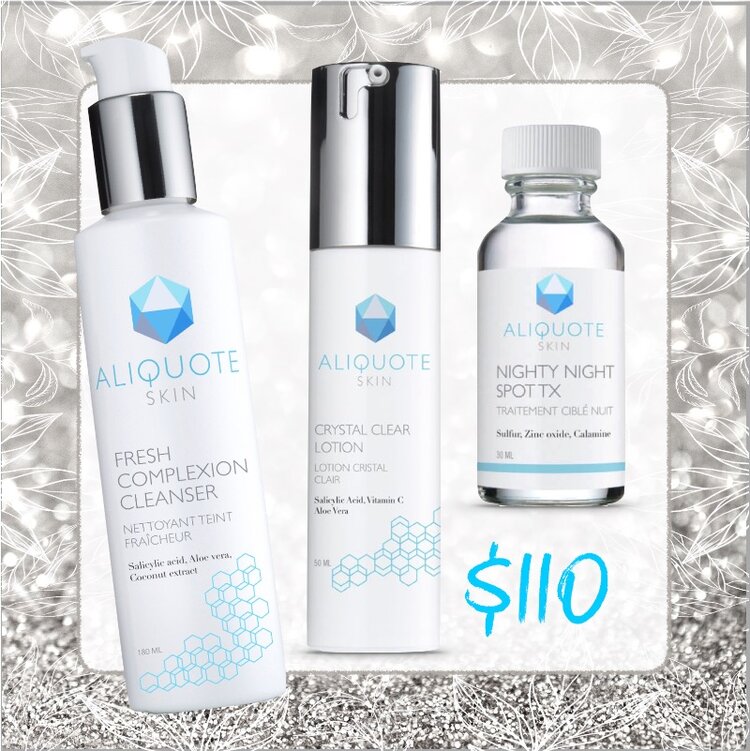 ALIQUOTE
SKIN
FRESH
COMPLEXION
CLEANSER
NETTOYANT TEINT
FRAÎCHEUR
Salicylic acid, Aloe vera,
Coconut extract
180 ML
ALIQUOTE
SKIN
CRYSTAL CLEAR
LOTION
LOTION CRISTAL
CLAIR
Salicylic Acid, Vitamin C
Aloe Vera
50 ML
ALIQUOTE
SKIN
NIGHTY NIGHT
SPOT TX
TRAITEMENT CIBLÉ NUIT
Sulfur, Zinc oxide, Calamine
30 ML
$110